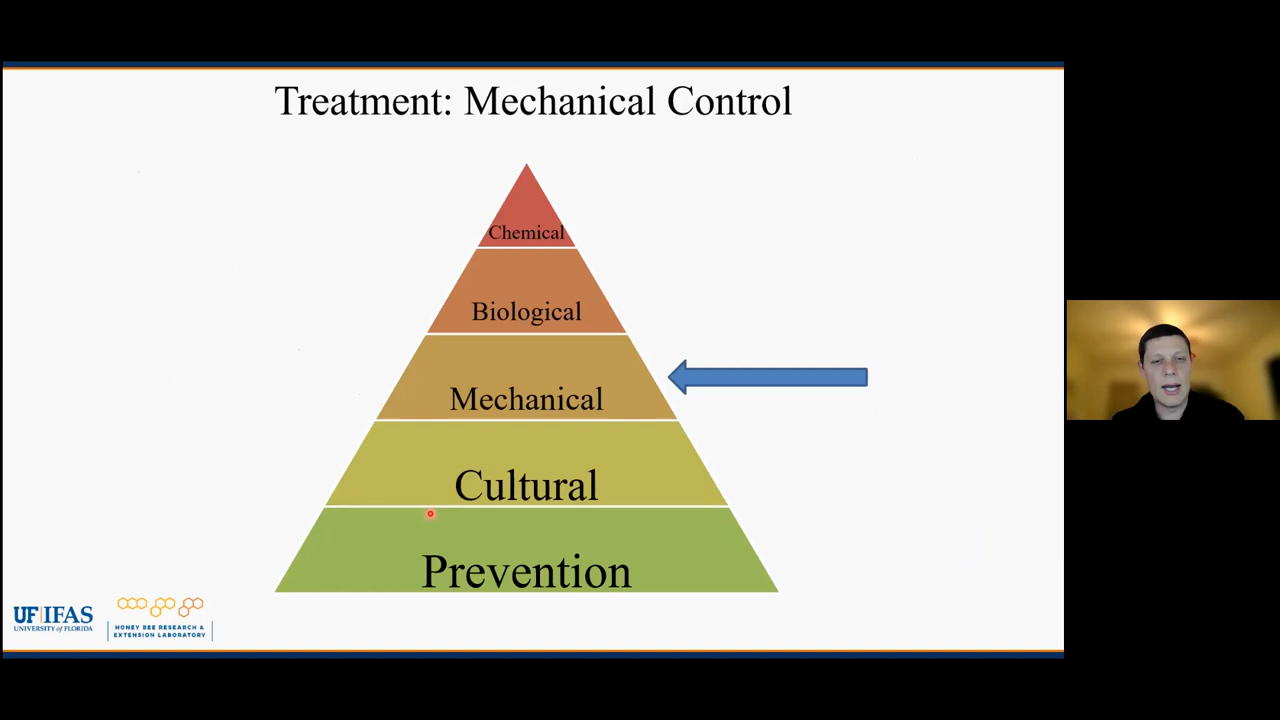 Treatment: Mechanical Control
Chemical
Biological
Mechanical
Cultural
Prevention
UF|IFAS
UNIVERSITY of FLORIDA
HONEY BEE RESEARCH &
EXTENSION LABORATORY